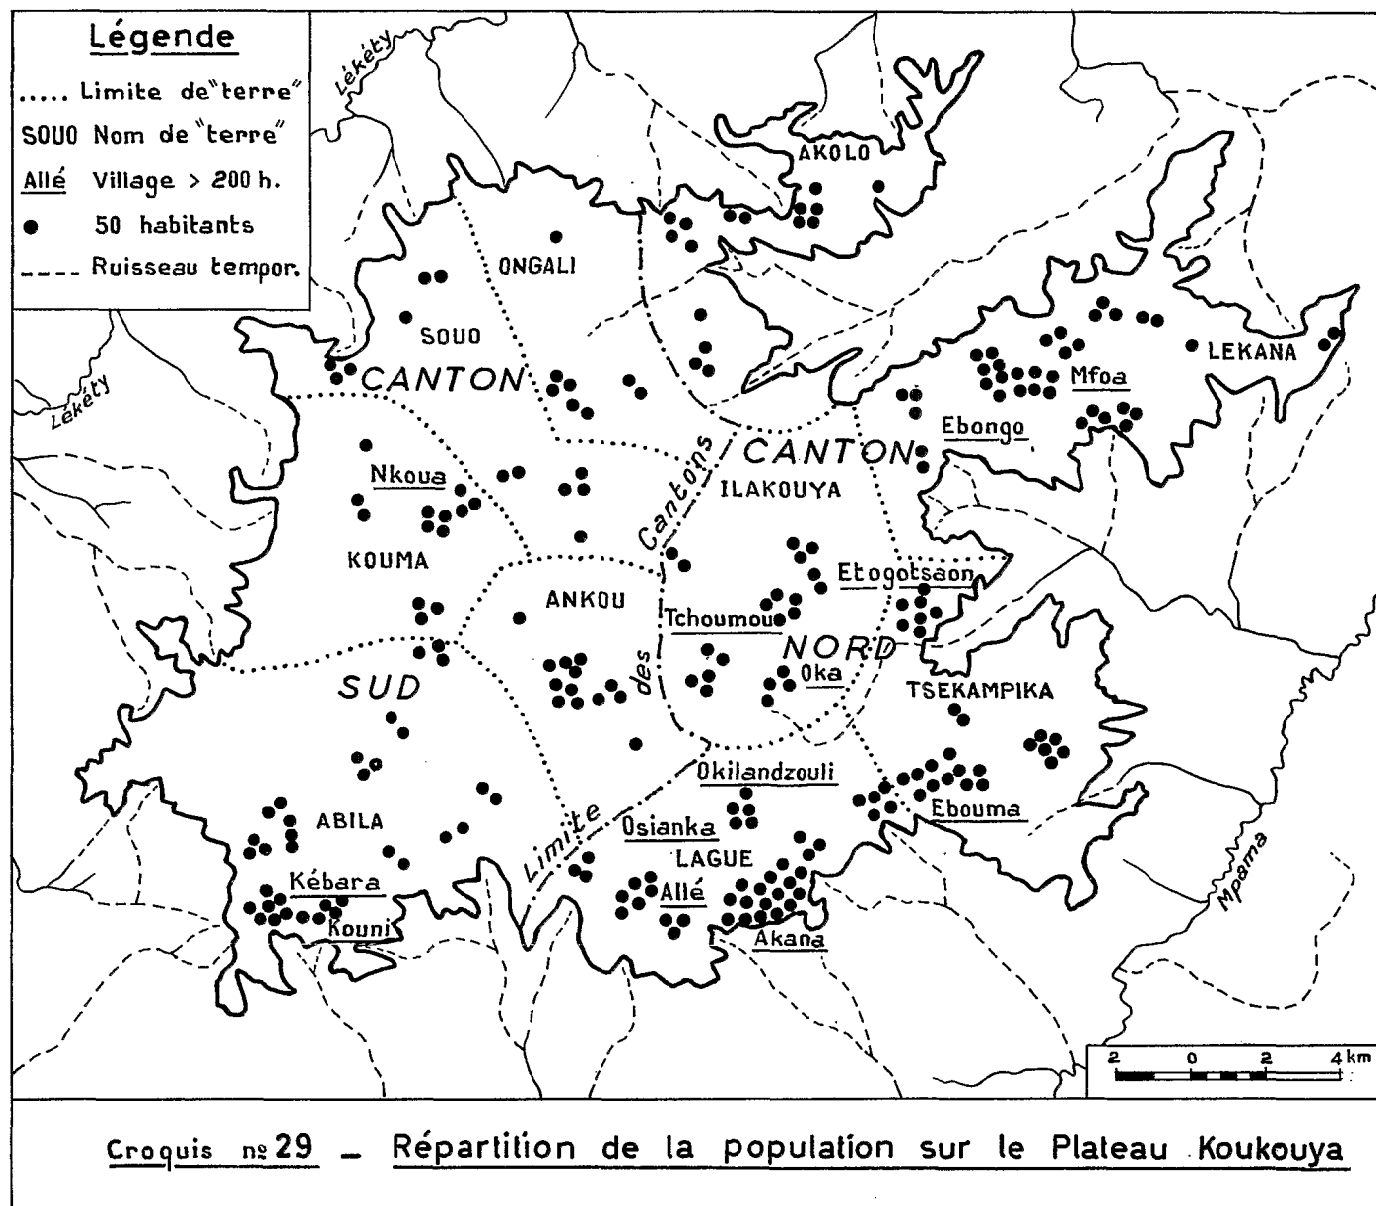 Légende
..... Limite de "terre"
SOUO Nom de "terre"
Allé Village > 200 h.
● 50 habitants
---- Ruisseau tempor.
Lékéty
AKOLO
ONGALI
SOUO
CANTON
LEKANA
Mfoa
Lékéty
Ebongo
Cantons
CANTON
Nkoua
ILAKOUYA
KOUMA
Etogotsaon
ANKOU
Tchoumou
NORD
des
Oka
SUD
TSEKAMPIKA
Okilandzouli
Ebouma
ABILA
Limite
Osianka
LAGUE
Mpama
Kébara
Allé
Kouni
Akana
2 0 2 4 km
Croquis nº 29 _ Répartition de la population sur le Plateau Koukouya